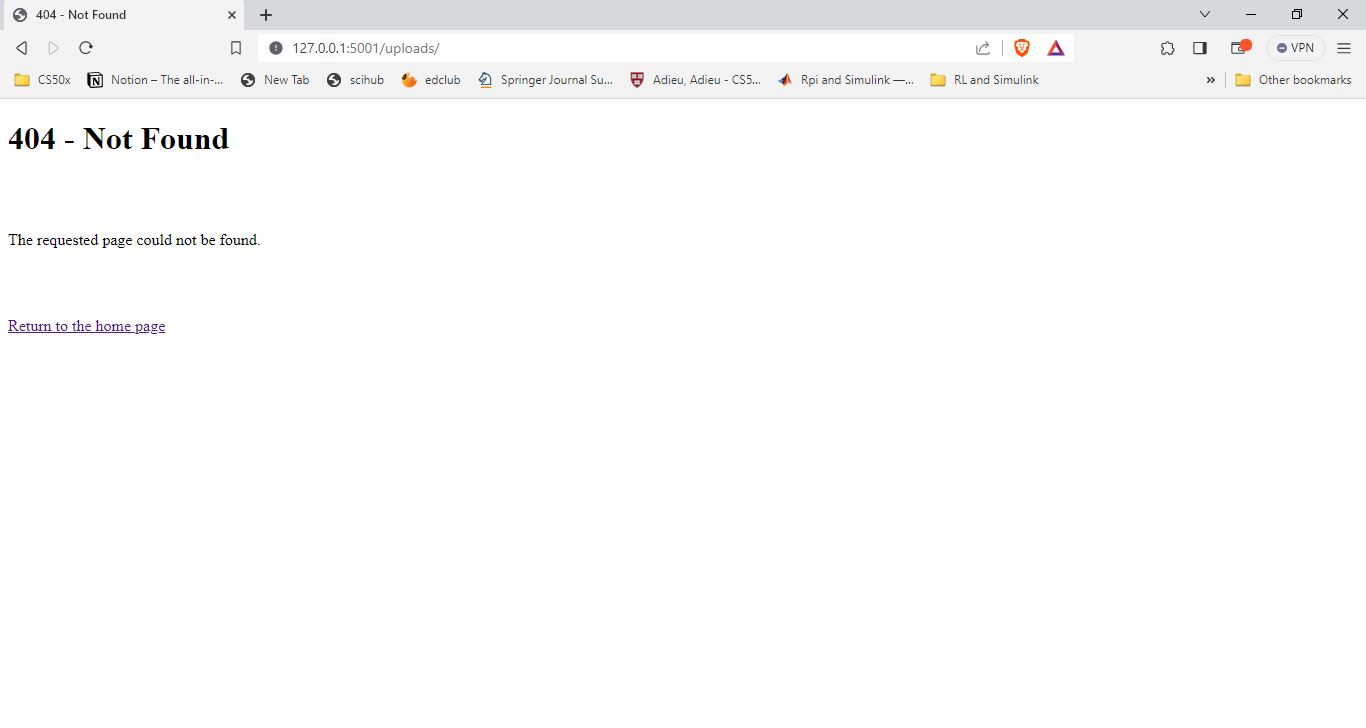 404 - Not Found
127.0.0.1:5001/uploads/
VPN
CS50x Notion – The all-in-... New Tab scihub edclub Springer Journal Su... Adieu, Adieu - CS5... Rpi and Simulink —... RL and Simulink » Other bookmarks
404 - Not Found
The requested page could not be found.
Return to the home page